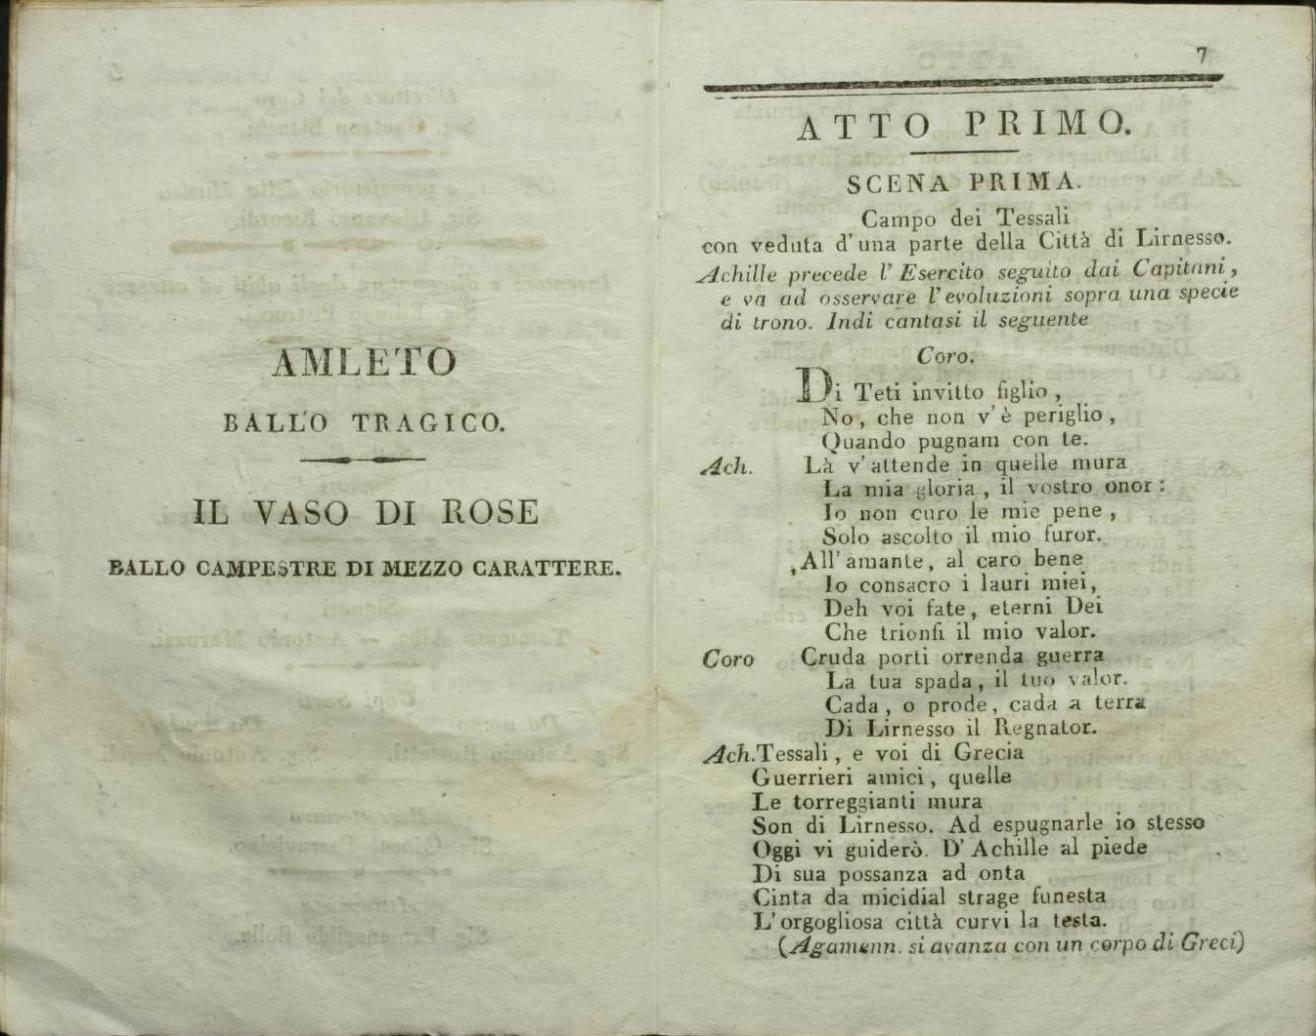 AMLETO
BALLO TRAGICO.
IL VASO DI ROSE
BALLO CAMPESTRE DI MEZZO CARATTERE.
7
ATTO PRIMO.
SCENA PRIMA.
Campo dei Tessali
con veduta d'una parte della Città di Lirnesso.
Achille precede l'Esercito seguito dai Capitani,
e va ad osservare l'evoluzioni sopra una specie
di trono. Indi cantasi il seguente
Coro.
Di Teti invitto figlio,
No, che non v'è periglio,
Quando pugnam con te.
Ach. Là v'attende in quelle mura
La mia gloria, il vostro onor:
Io non curo le mie pene,
Solo ascolto il mio furor.
All'amante, al caro bene
Io consacro i lauri miei,
Deh voi fate, eterni Dei
Che trionfi il mio valor.
Coro Cruda porti orrenda guerra
La tua spada, il tuo valor.
Cada, o prode, cada a terra
Di Lirnesso il Regnator.
Ach. Tessali, e voi di Grecia
Guerrieri amici, quelle
Le torreggianti mura
Son di Lirnesso. Ad espugnarle io stesso
Oggi vi guiderò. D'Achille al piede
Di sua possanza ad onta
Cinta da micidial strage funesta
L'orgogliosa città curvi la testa.
(Agamenn. si avanza con un corpo di Greci)